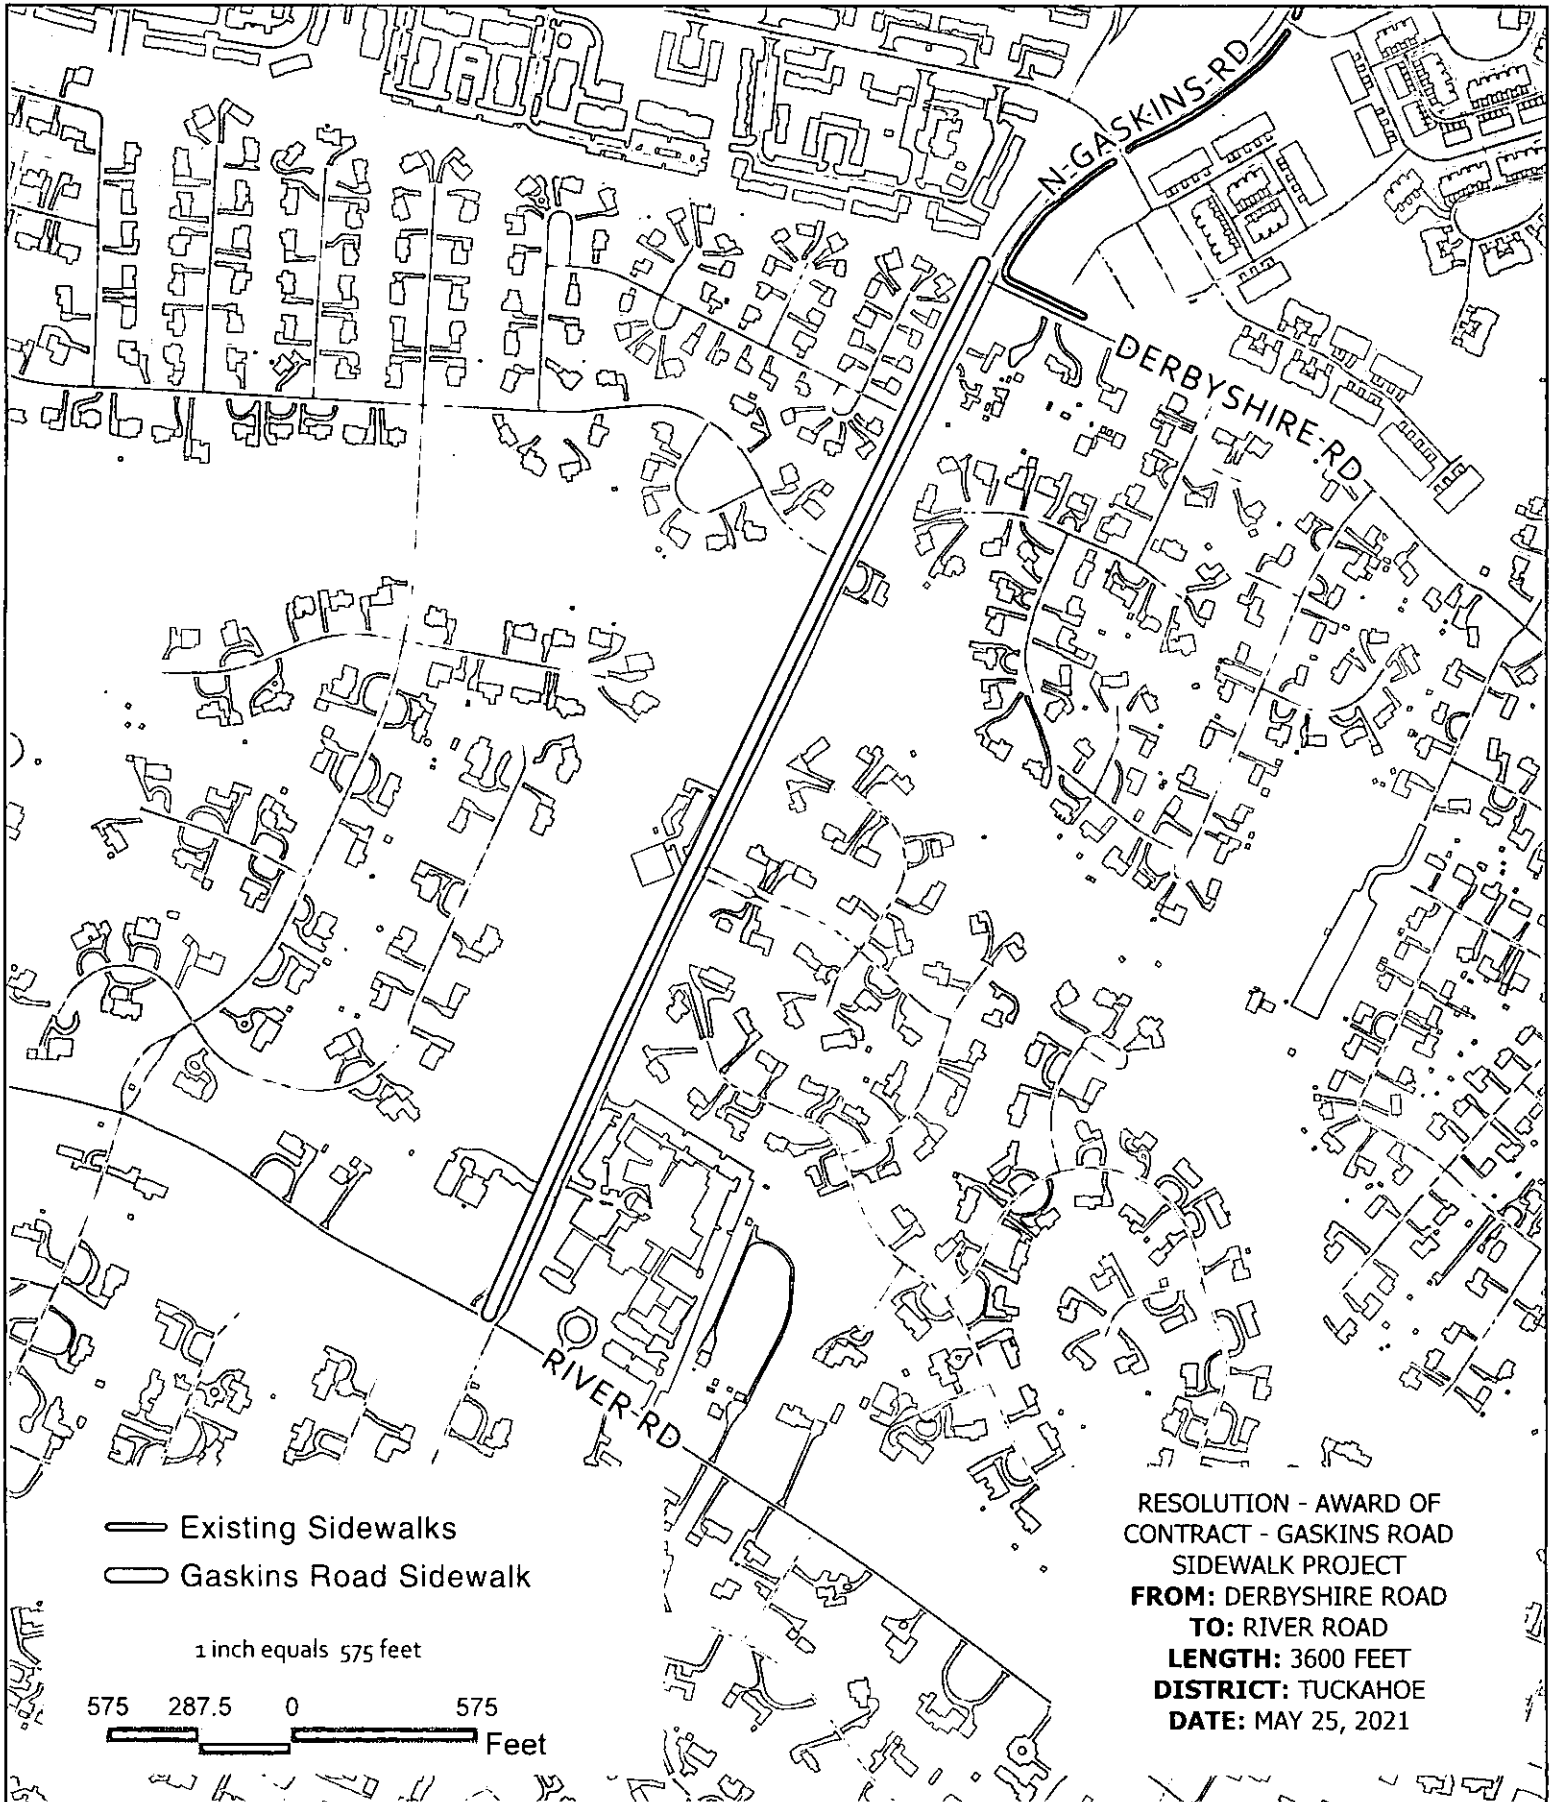 N-GASKINS-RD
DERBYSHIRE-RD
RIVER-RD
Existing Sidewalks
Gaskins Road Sidewalk
1 inch equals 575 feet
575 287.5 0 575
Feet
RESOLUTION - AWARD OF
CONTRACT - GASKINS ROAD
SIDEWALK PROJECT
FROM: DERBYSHIRE ROAD
TO: RIVER ROAD
LENGTH: 3600 FEET
DISTRICT: TUCKAHOE
DATE: MAY 25, 2021